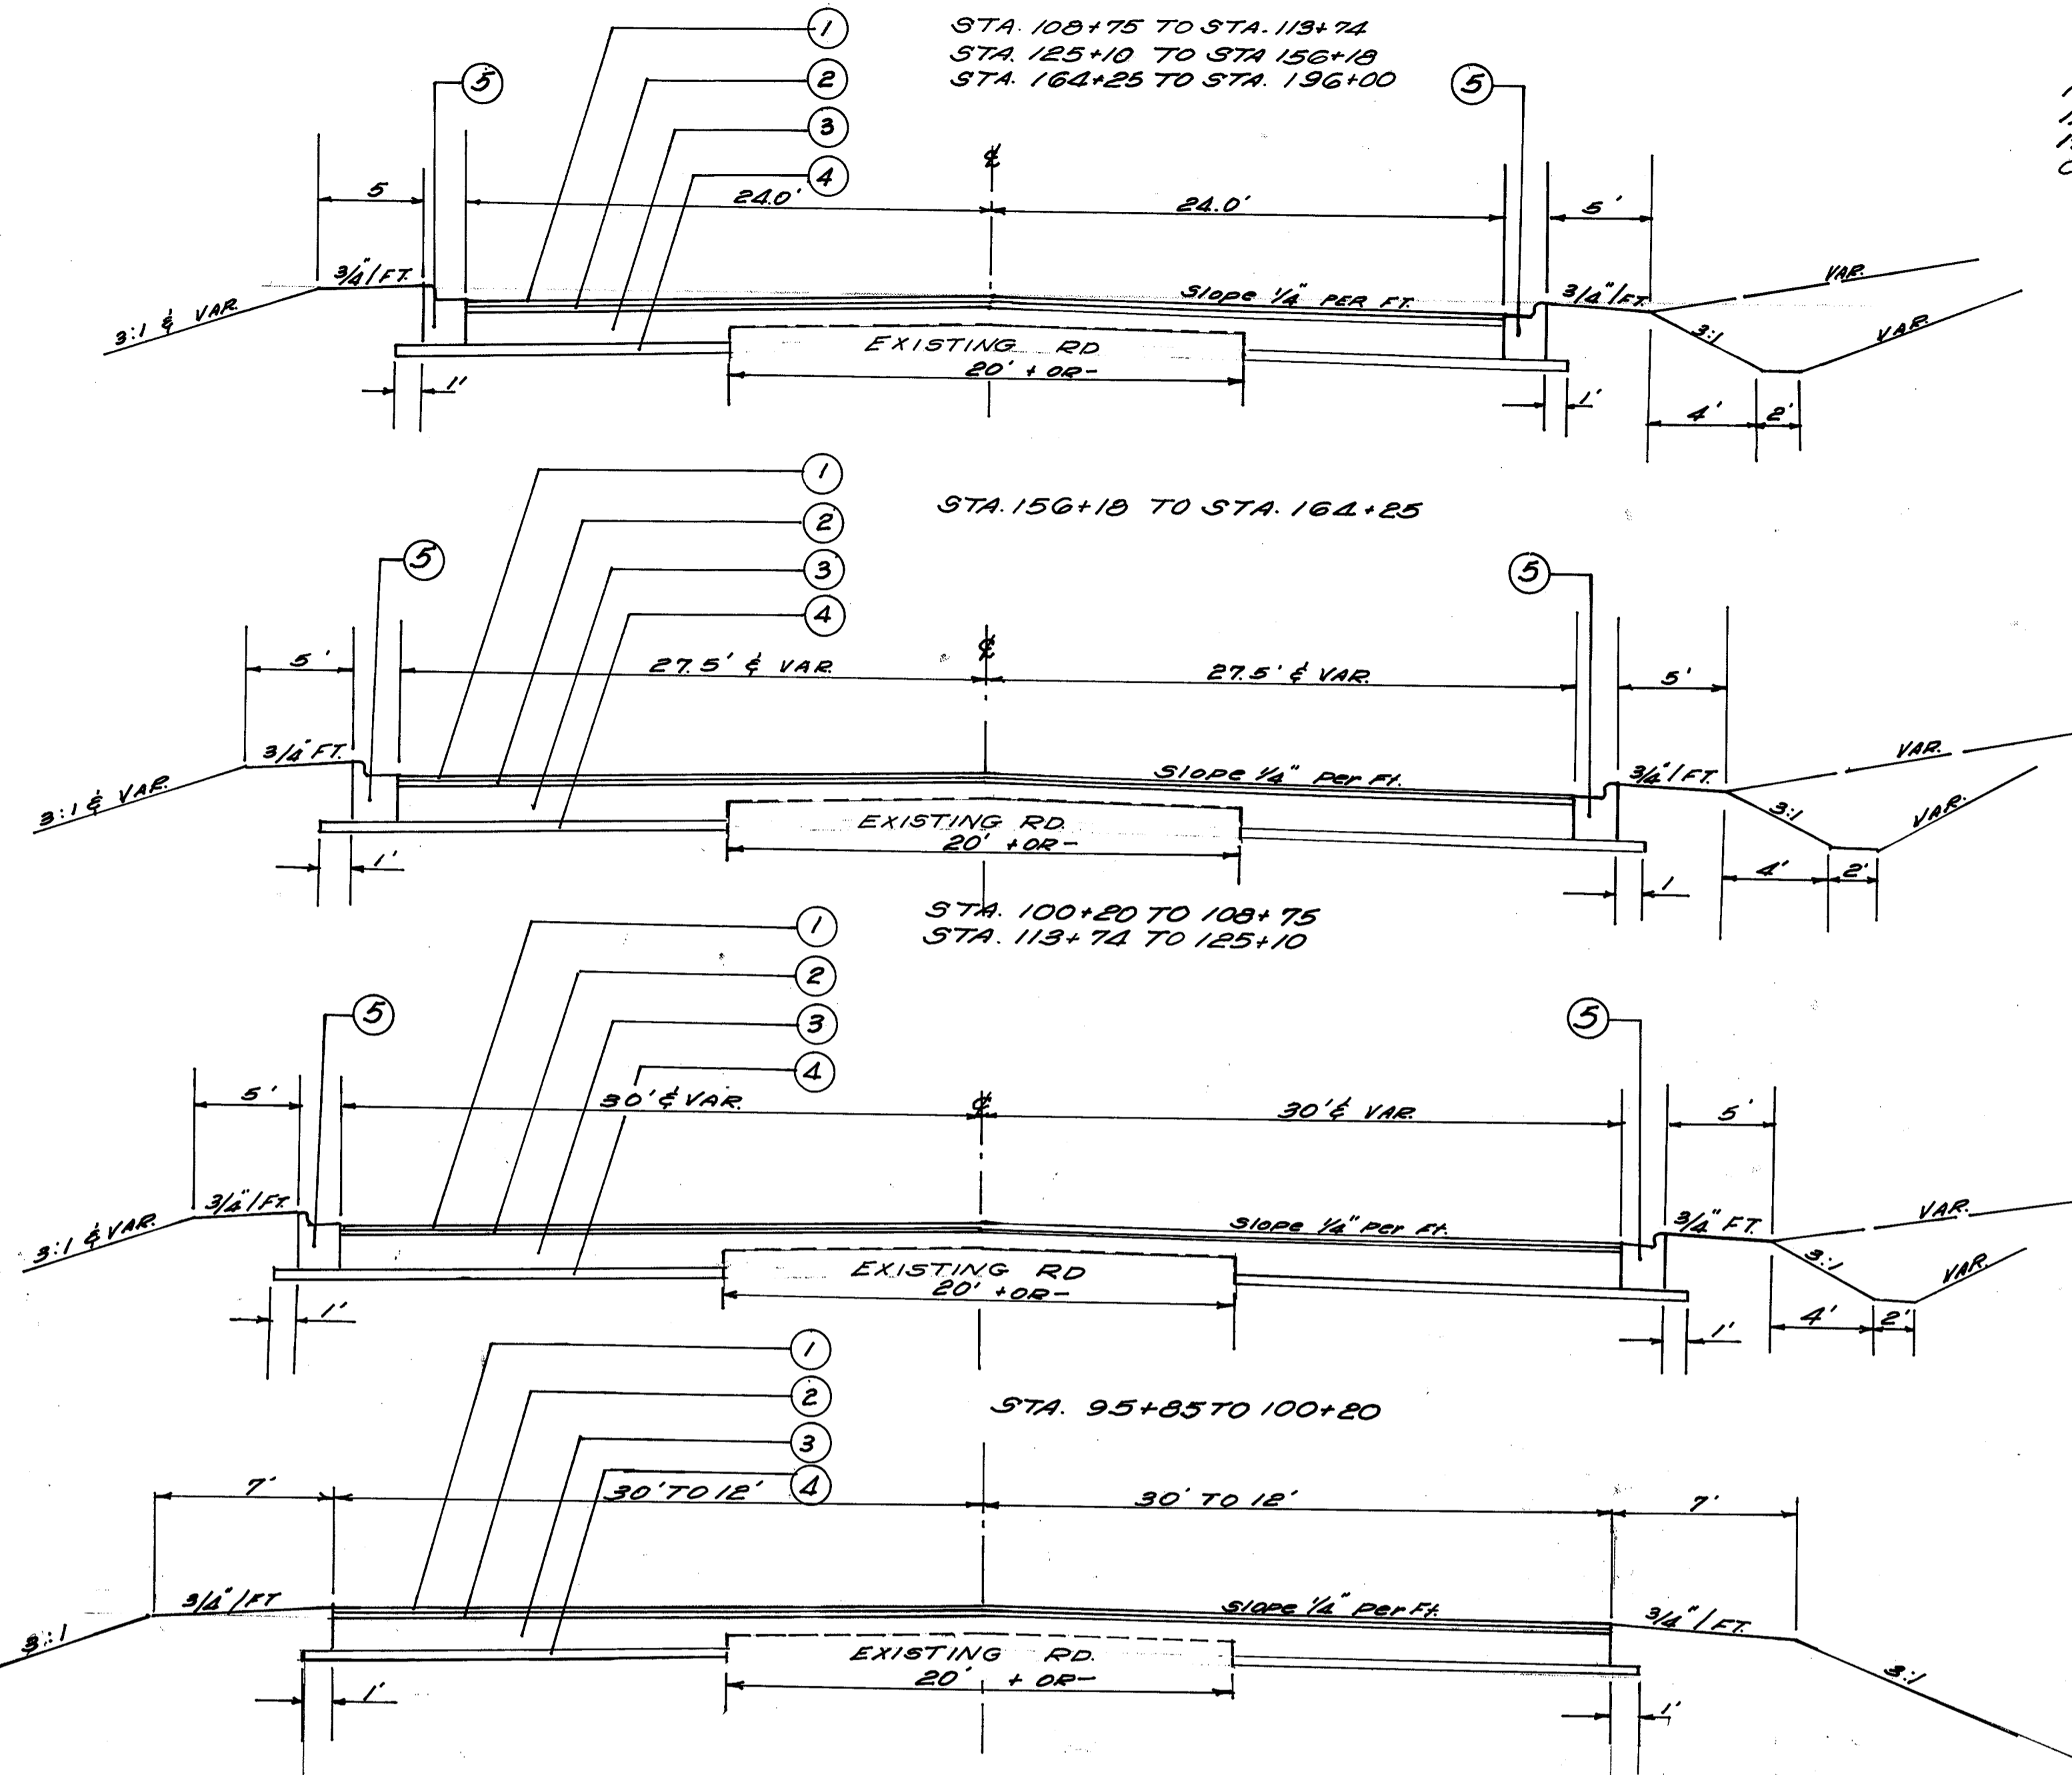 1
STA. 108+75 TO STA. 113+74
2
STA. 125+10 TO STA 156+18
5
STA. 164+25 TO STA. 196+00
5
3
4
℄
5
24.0'
24.0'
5'
3/4"/FT.
3:1 & VAR.
Slope 1/4" PER FT.
3/4"/FT.
VAR.
3:1
VAR.
EXISTING RD
20' + OR -
1'
1'
4'
2'
1
STA. 156+18 TO STA. 164+25
2
5
3
5
4
℄
5'
27.5' & VAR.
27.5' & VAR.
5'
3/4" FT.
3:1 & VAR.
Slope 1/4" Per Ft.
3/4"/FT.
VAR.
3:1
VAR.
EXISTING RD
20' + OR -
1'
1
4'
2'
STA. 100+20 TO 108+75
1
STA. 113+74 TO 125+10
2
5
3
5
4
℄
5'
30' & VAR.
30' & VAR.
5'
3/4"/FT.
3:1 & VAR.
Slope 1/4" Per Ft.
3/4" FT.
VAR.
3:1
VAR.
EXISTING RD
20' + OR -
1'
1'
4'
2'
1
2
STA. 95+85 TO 100+20
3
4
7'
30' TO 12'
30' TO 12'
7'
3/4"/FT
3:1
Slope 1/4" Per Ft.
3/4"/FT.
3:1
EXISTING RD.
20' + OR -
1'
1'